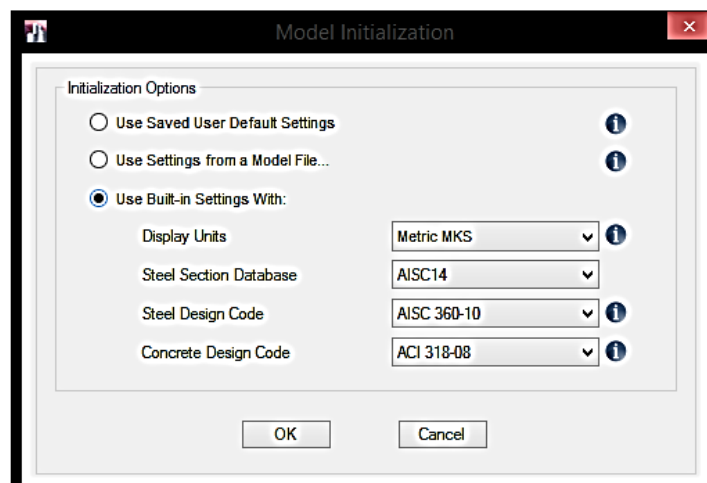 Model Initialization
Initialization Options
Use Saved User Default Settings
Use Settings from a Model File...
Use Built-in Settings With:
Display Units Metric MKS
Steel Section Database AISC14
Steel Design Code AISC 360-10
Concrete Design Code ACI 318-08
OK Cancel